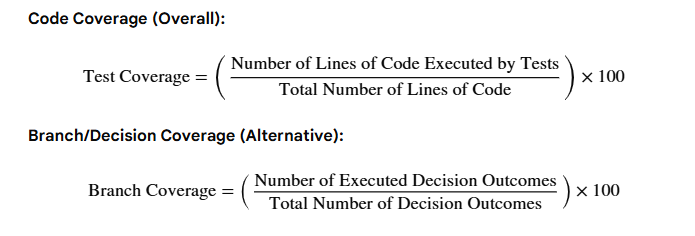 Code Coverage (Overall):
Test Coverage = ( Number of Lines of Code Executed by Tests / Total Number of Lines of Code ) × 100
Branch/Decision Coverage (Alternative):
Branch Coverage = ( Number of Executed Decision Outcomes / Total Number of Decision Outcomes ) × 100